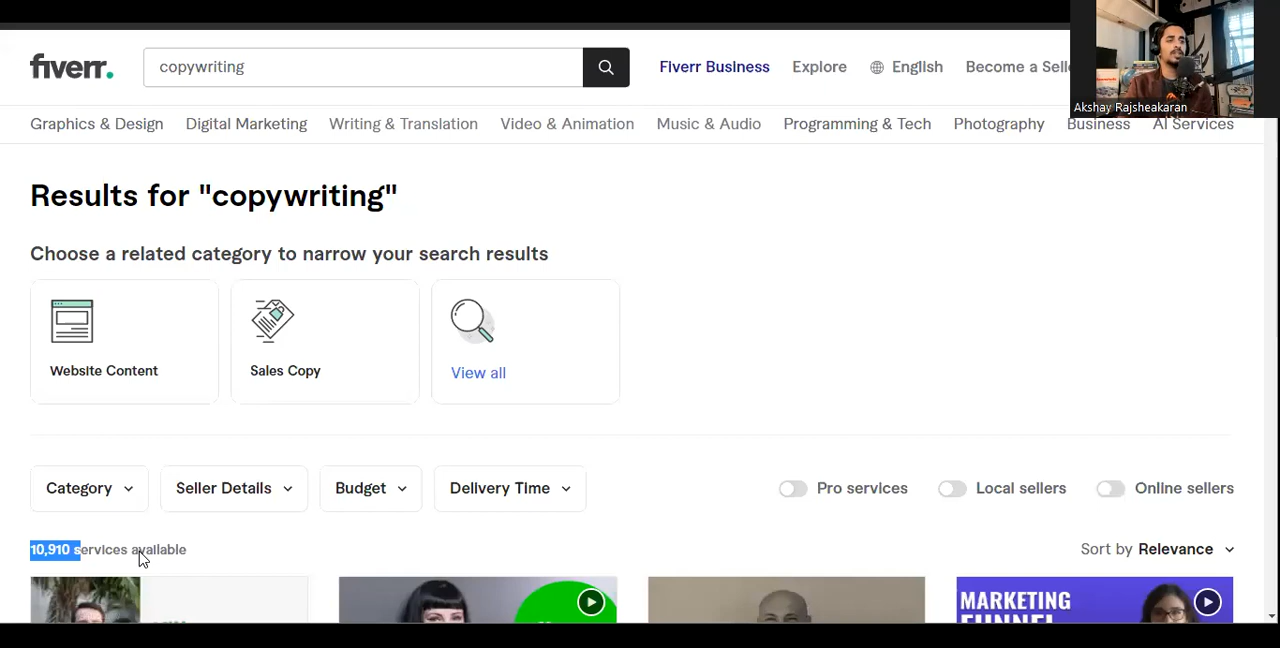 fiverr.
copywriting
Fiverr Business
Explore
English
Become a Sell
Akshay Rajsheakaran
Graphics & Design
Digital Marketing
Writing & Translation
Video & Animation
Music & Audio
Programming & Tech
Photography
Business
AI Services
Results for "copywriting"
Choose a related category to narrow your search results
Website Content
Sales Copy
View all
Category
Seller Details
Budget
Delivery Time
Pro services
Local sellers
Online sellers
10,910 services available
Sort by Relevance
MARKETING
FUNNEL